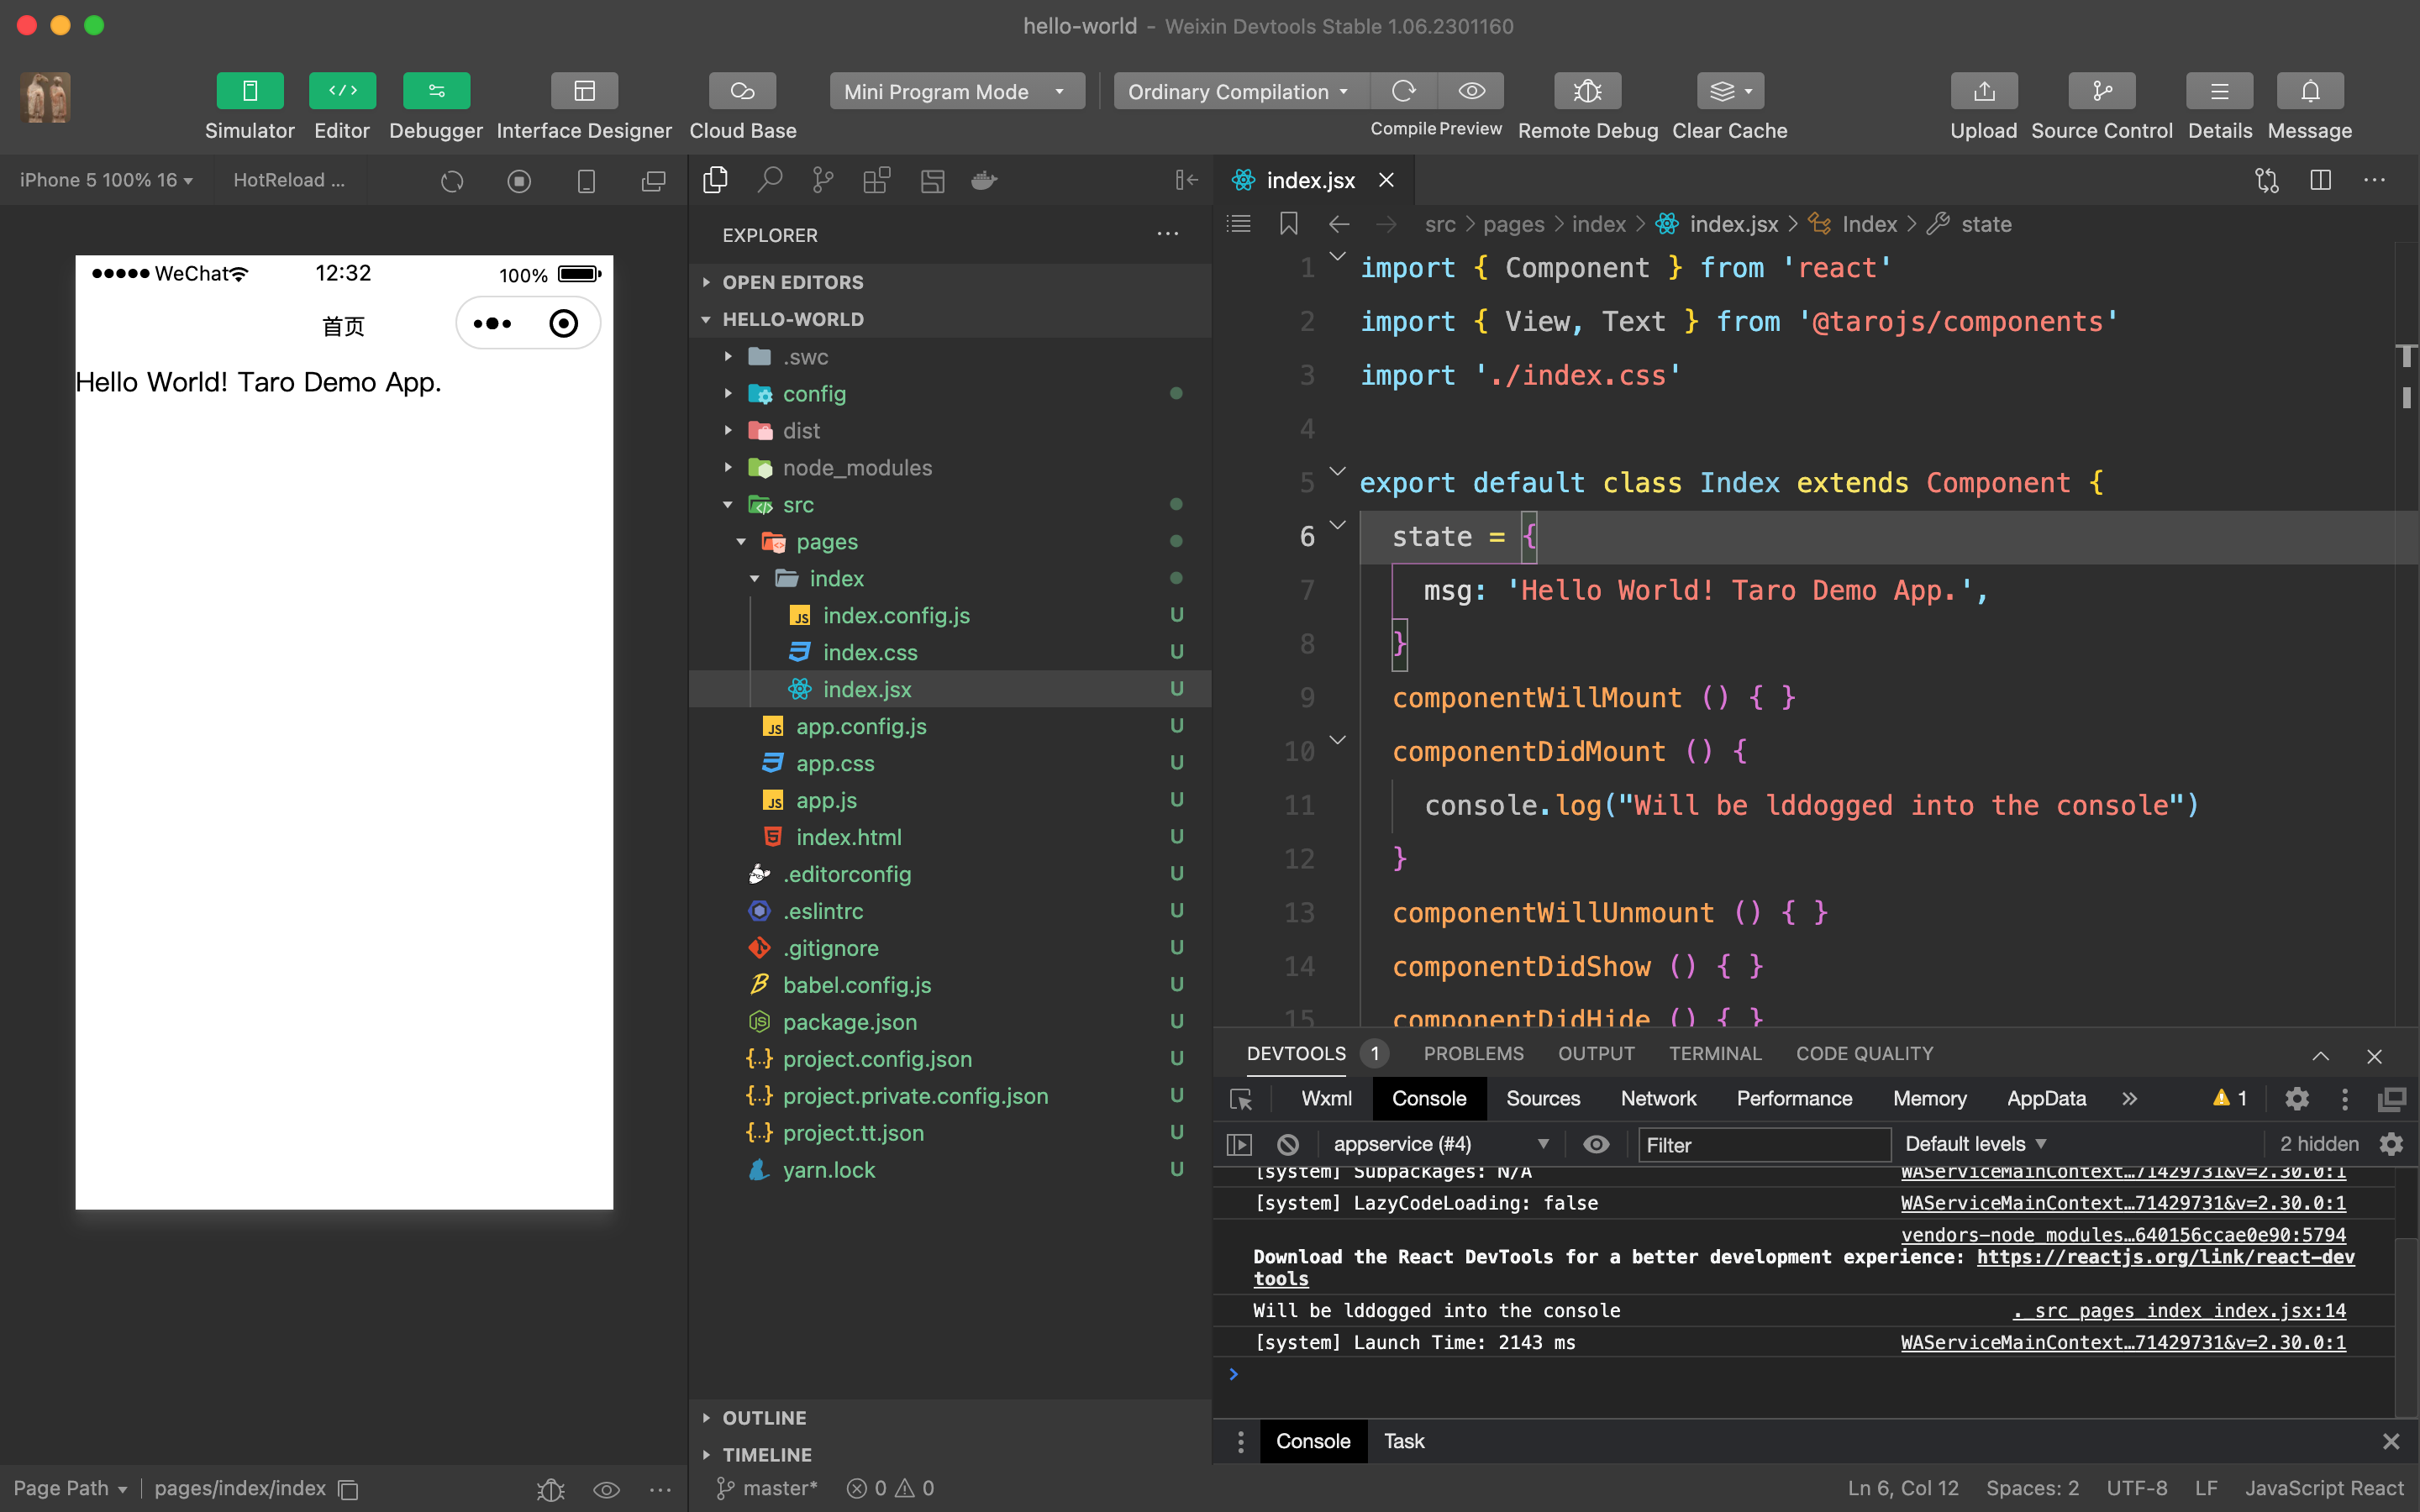 hello-world - Weixin Devtools Stable 1.06.2301160
</> Mini Program Mode Ordinary Compilation
Simulator Editor Debugger Interface Designer Cloud Base Compile Preview Remote Debug Clear Cache Upload Source Control Details Message
iPhone 5 100% 16 HotReload ...
WeChat 12:32 100%
首页
Hello World! Taro Demo App.
Page Path pages/index/index
EXPLORER
OPEN EDITORS
HELLO-WORLD
.swc
config
dist
node_modules
src
pages
index
index.config.js U
index.css U
index.jsx U
app.config.js U
app.css U
app.js U
index.html U
.editorconfig U
.eslintrc U
.gitignore U
babel.config.js U
package.json U
project.config.json U
project.private.config.json U
project.tt.json U
yarn.lock U
OUTLINE
TIMELINE
master* 0 0
index.jsx
src > pages > index > index.jsx > Index > state
1 import { Component } from 'react'
2 import { View, Text } from '@tarojs/components'
3 import './index.css'
4
5 export default class Index extends Component {
6 state = {
7 msg: 'Hello World! Taro Demo App.',
8 }
9 componentWillMount () { }
10 componentDidMount () {
11 console.log("Will be lddogged into the console")
12 }
13 componentWillUnmount () { }
14 componentDidShow () { }
15 componentDidHide () { }
DEVTOOLS 1 PROBLEMS OUTPUT TERMINAL CODE QUALITY
Wxml Console Sources Network Performance Memory AppData » 1
appservice (#4) Filter Default levels 2 hidden
[system] Subpackages: N/A WAServiceMainContext…71429731&v=2.30.0:1
[system] LazyCodeLoading: false WAServiceMainContext…71429731&v=2.30.0:1
vendors-node_modules…640156ccae0e90:5794
Download the React DevTools for a better development experience: https://reactjs.org/link/react-dev
tools
Will be lddogged into the console ._src_pages_index_index.jsx:14
[system] Launch Time: 2143 ms WAServiceMainContext…71429731&v=2.30.0:1
>
Console Task
Ln 6, Col 12 Spaces: 2 UTF-8 LF JavaScript React